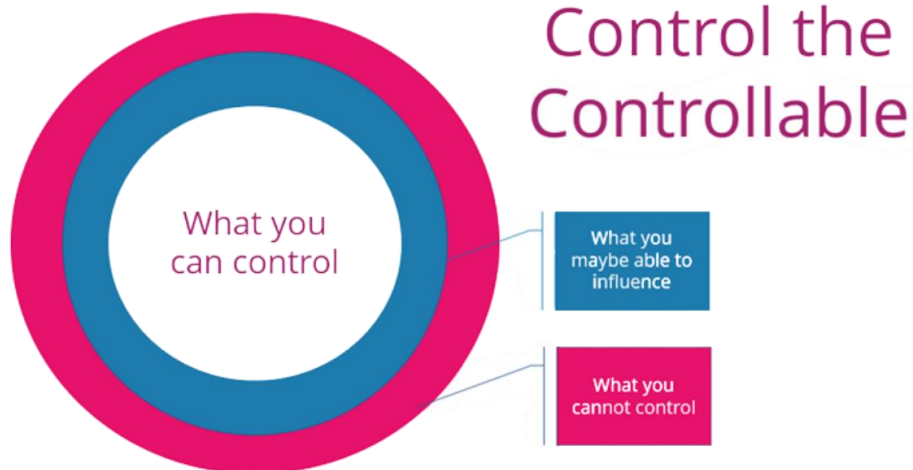 Control the
Controllable
What you
can control
What you
maybe able to
influence
What you
cannot control